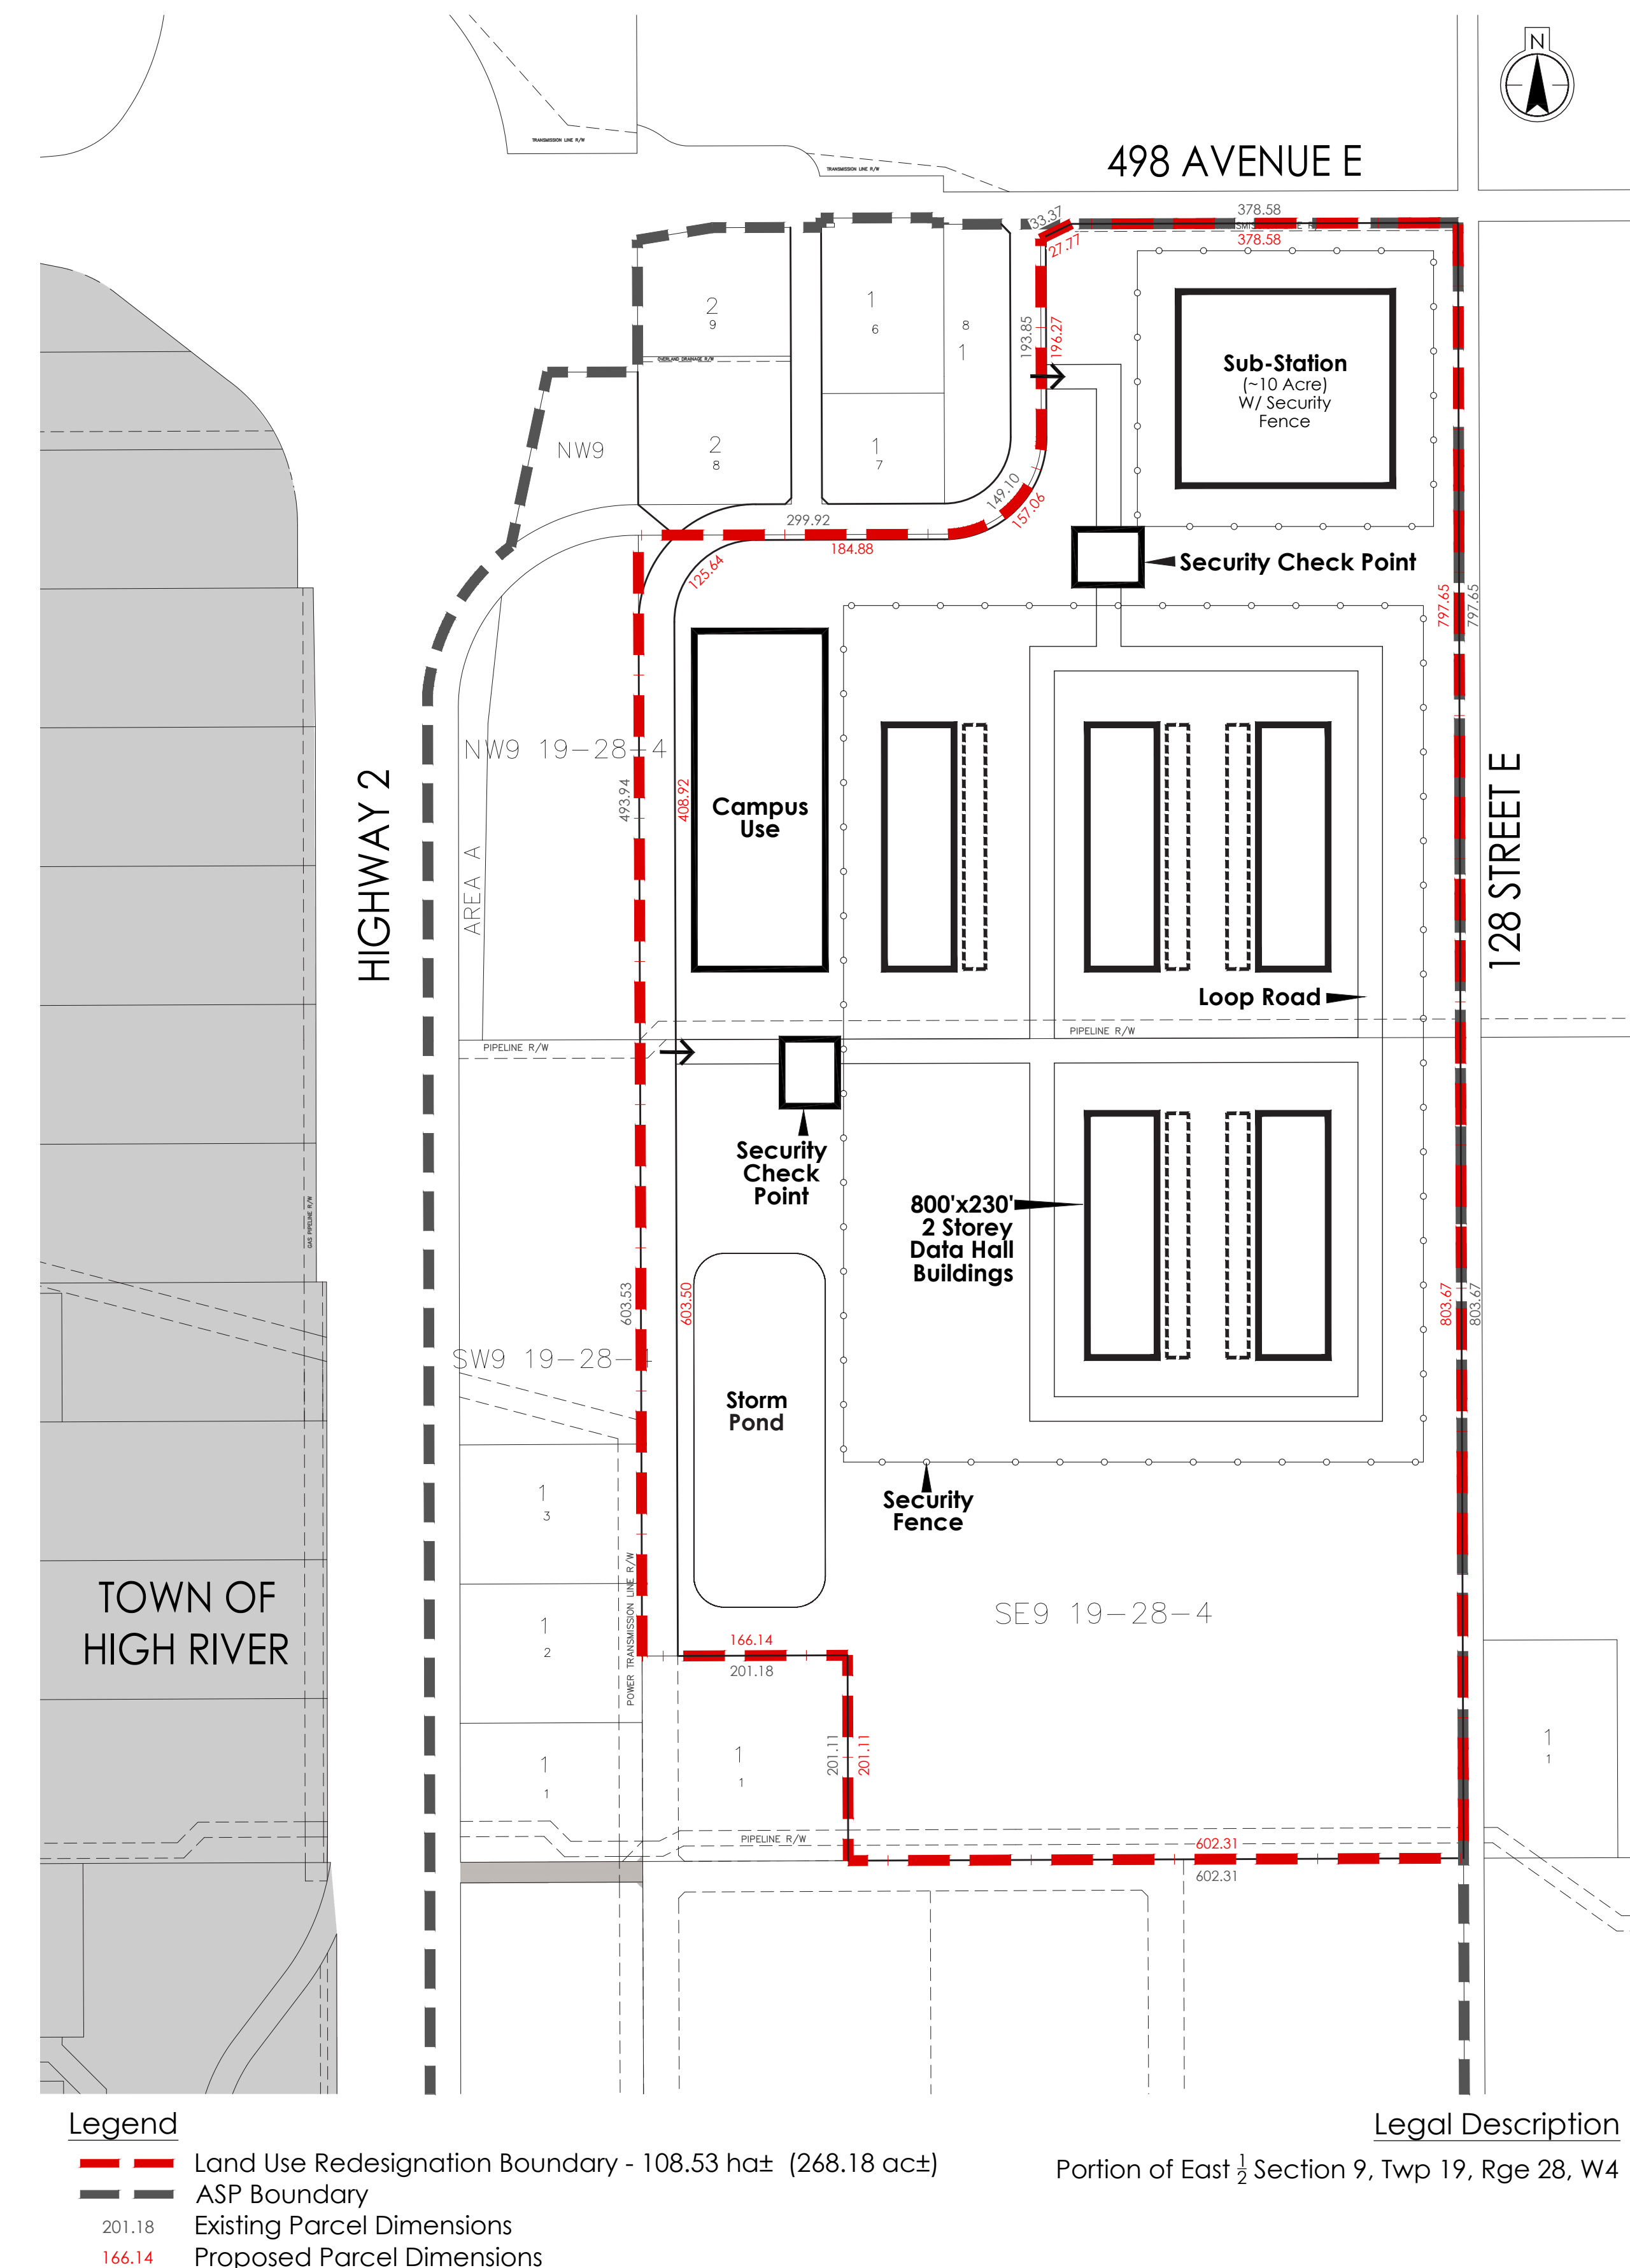 N
TRANSMISSION LINE R/W
TRANSMISSION LINE R/W
498 AVENUE E
33.37
378.58
27.77
378.58
2
9
1
6
8
1
193.85
196.27
OVERLAND DRAINAGE R/W
Sub-Station
(~10 Acre)
W/ Security
Fence
NW9
2
8
1
7
149.10
157.06
299.92
184.88
125.64
Security Check Point
797.65
797.65
NW9 19-28-4
493.94
408.92
Campus
Use
HIGHWAY 2
AREA A
128 STREET E
Loop Road
PIPELINE R/W
PIPELINE R/W
Security
Check
Point
GAS PIPELINE R/W
800'x230'
2 Storey
Data Hall
Buildings
603.53
603.50
803.67
803.67
SW9 19-28-4
Storm
Pond
1
3
Security
Fence
TOWN OF
HIGH RIVER
POWER TRANSMISSION LINE R/W
SE9 19-28-4
1
2
166.14
201.18
1
1
1
1
201.11
201.11
1
1
PIPELINE R/W
602.31
602.31
Legend
Land Use Redesignation Boundary - 108.53 ha± (268.18 ac±)
ASP Boundary
201.18 Existing Parcel Dimensions
166.14 Proposed Parcel Dimensions
Legal Description
Portion of East 1/2 Section 9, Twp 19, Rge 28, W4